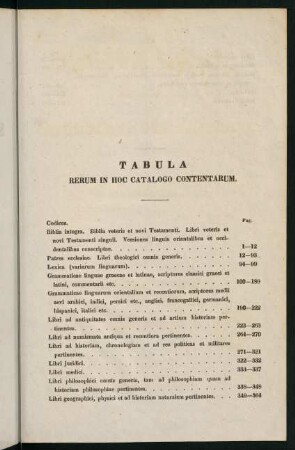 TABULA
RERUM IN HOC CATALOGO CONTENTARUM.
Pag.
Codices.
Biblia integra. Biblia veteris et novi Testamenti. Libri veteris et
novi Testamenti singuli. Versiones linguis orientalibus et occi-
dentalibus conscriptae. 1—12
Patres ecclesiae. Libri theologici omnis generis. 12—93
Lexica (variarum linguarum). 94—99
Grammaticae linguae graecae et latinae, scriptores classici graeci et
latini, commentarii etc. 100—180
Grammaticae linguarum orientalium et recentiorum, scriptores medii
aevi arabici, indici, persici etc., anglici, francogallici, germanici,
hispanici, italici etc. 180—222
Libri ad antiquitates omnis generis et ad artium historiam per-
tinentes. 223—263
Libri ad nummatum antiquum et recentiora pertinentes. 264—270
Libri ad historiam, chronologiam et ad res politicas et militares
pertinentes. 271—321
Libri juridici. 322—332
Libri medici. 333—337
Libri philosophici omnis generis, tam ad philosophiam quam ad
historiam philosophiae pertinentes. 338—348
Libri geographici, physici et ad historiam naturalem pertinentes. 349—364